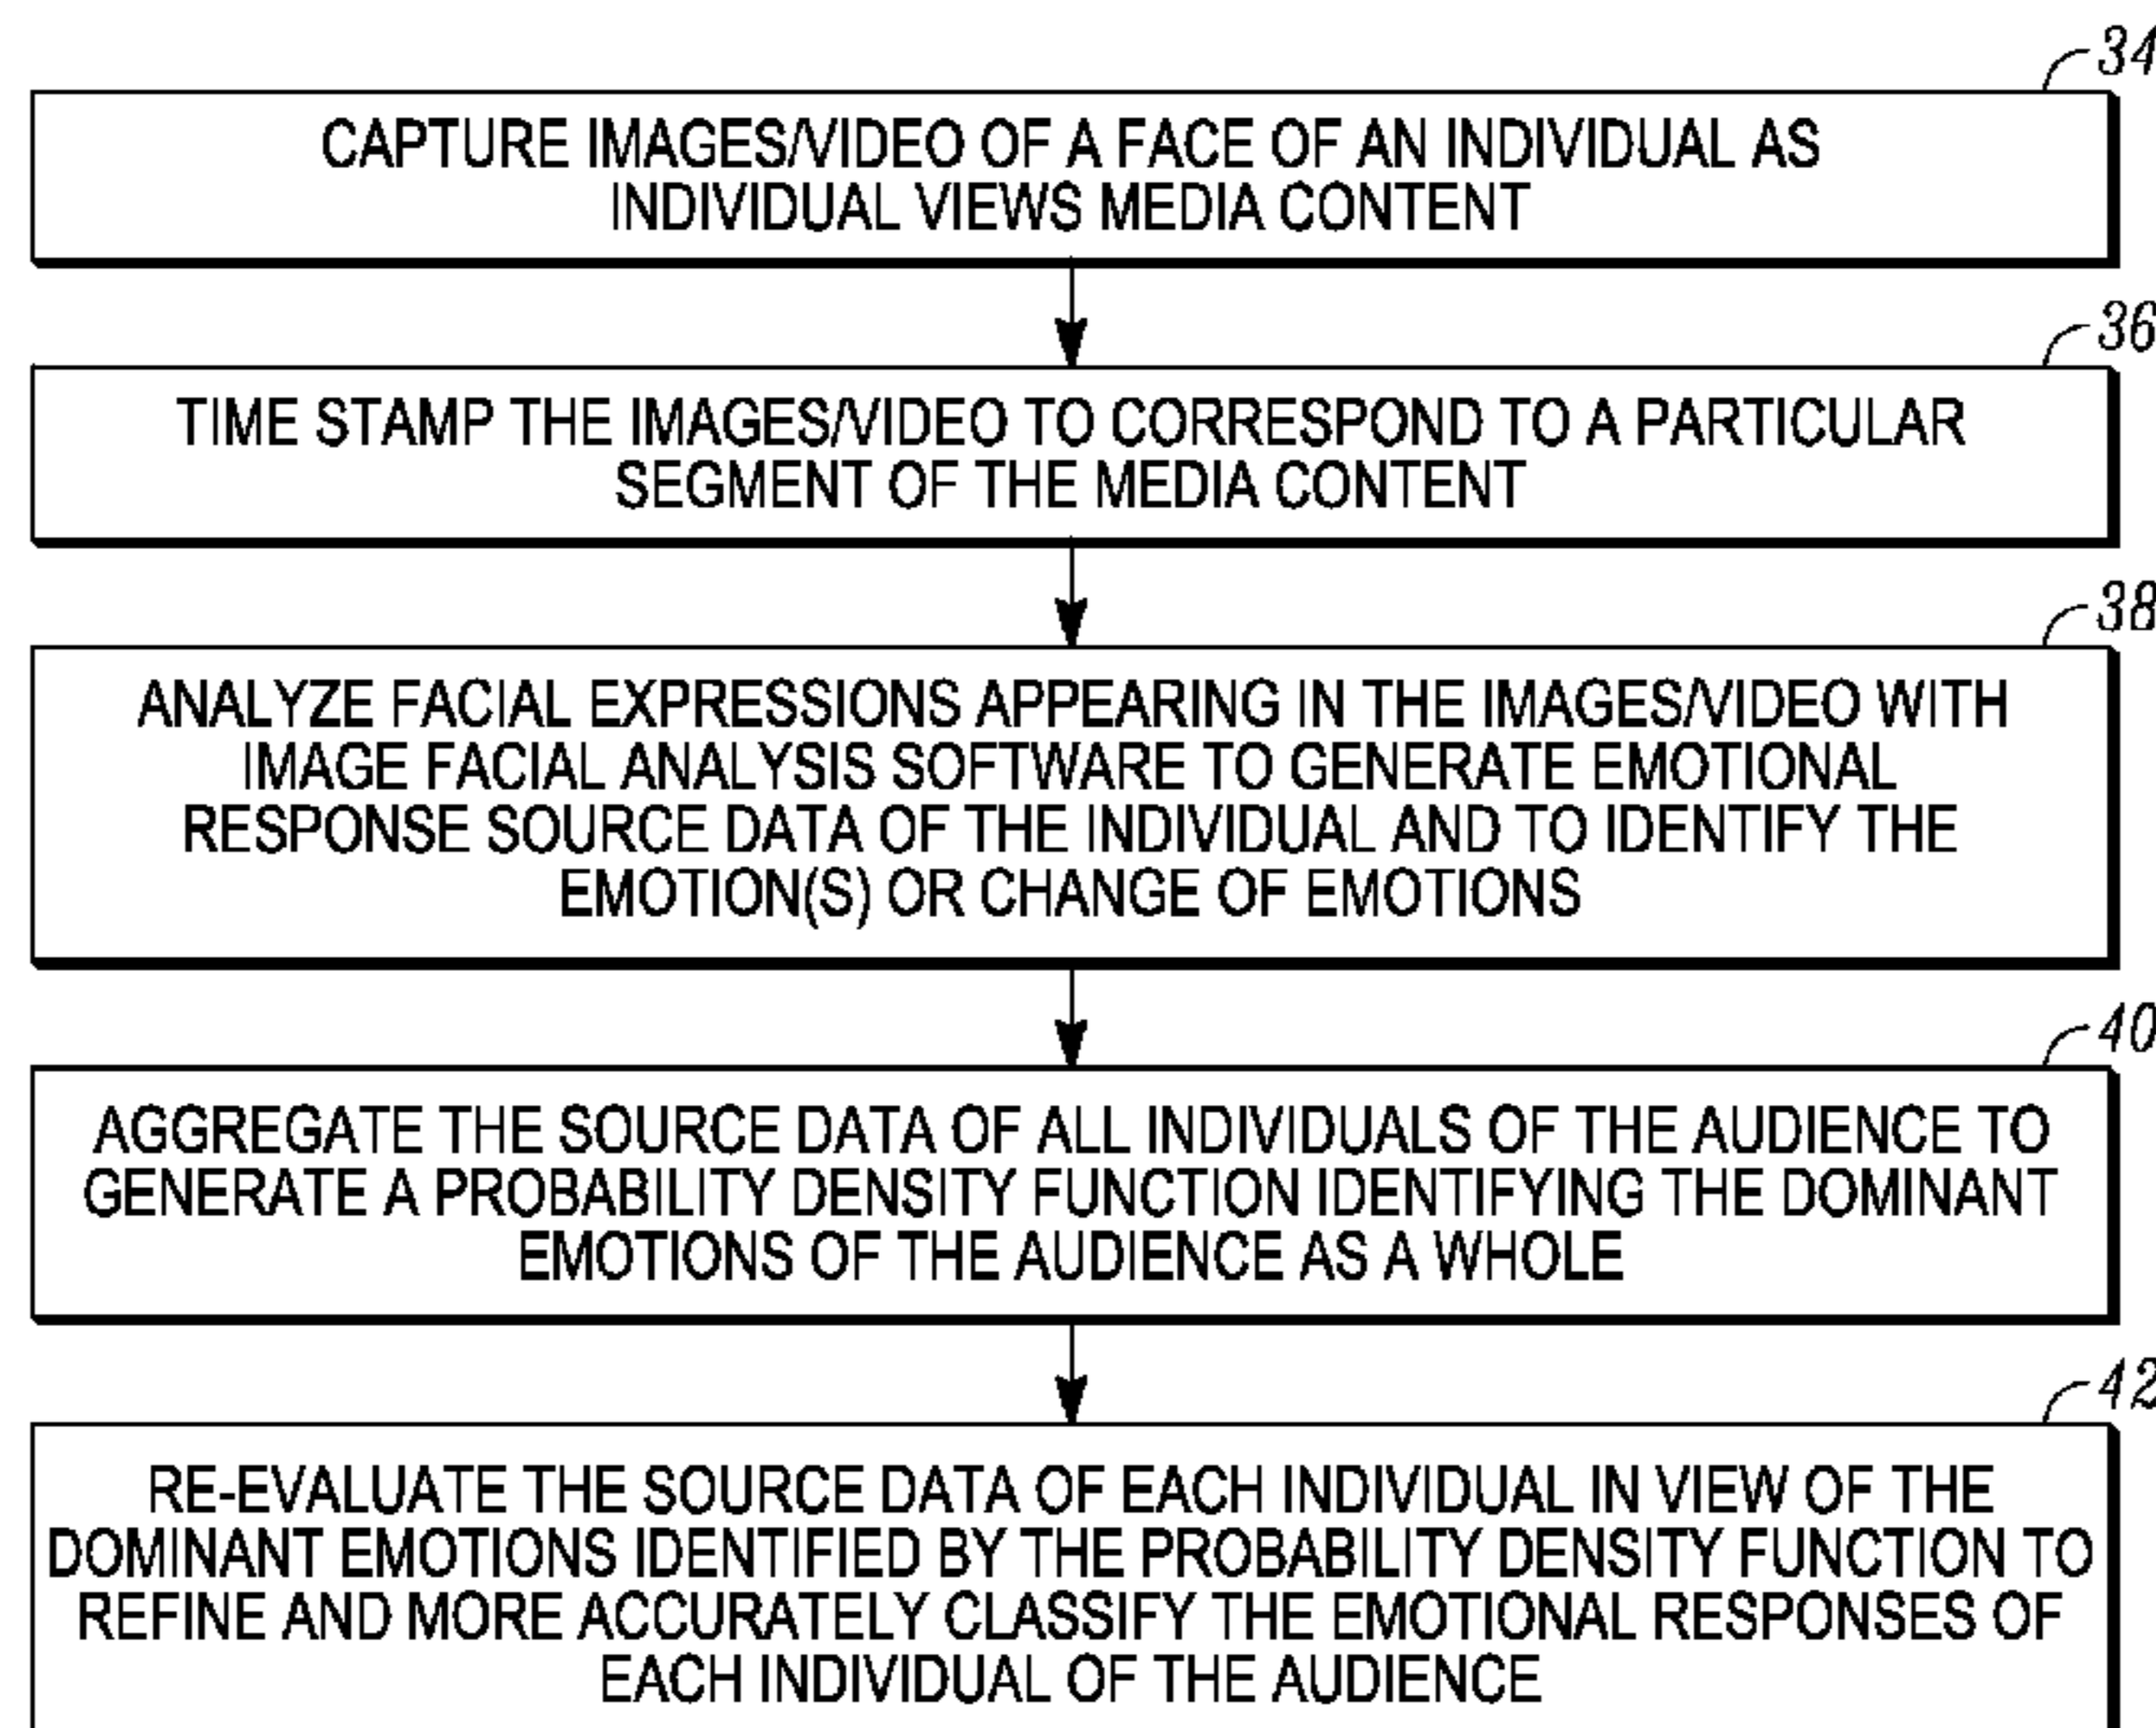 34
CAPTURE IMAGES/VIDEO OF A FACE OF AN INDIVIDUAL AS
INDIVIDUAL VIEWS MEDIA CONTENT
36
TIME STAMP THE IMAGES/VIDEO TO CORRESPOND TO A PARTICULAR
SEGMENT OF THE MEDIA CONTENT
38
ANALYZE FACIAL EXPRESSIONS APPEARING IN THE IMAGES/VIDEO WITH
IMAGE FACIAL ANALYSIS SOFTWARE TO GENERATE EMOTIONAL
RESPONSE SOURCE DATA OF THE INDIVIDUAL AND TO IDENTIFY THE
EMOTION(S) OR CHANGE OF EMOTIONS
40
AGGREGATE THE SOURCE DATA OF ALL INDIVIDUALS OF THE AUDIENCE TO
GENERATE A PROBABILITY DENSITY FUNCTION IDENTIFYING THE DOMINANT
EMOTIONS OF THE AUDIENCE AS A WHOLE
42
RE-EVALUATE THE SOURCE DATA OF EACH INDIVIDUAL IN VIEW OF THE
DOMINANT EMOTIONS IDENTIFIED BY THE PROBABILITY DENSITY FUNCTION TO
REFINE AND MORE ACCURATELY CLASSIFY THE EMOTIONAL RESPONSES OF
EACH INDIVIDUAL OF THE AUDIENCE